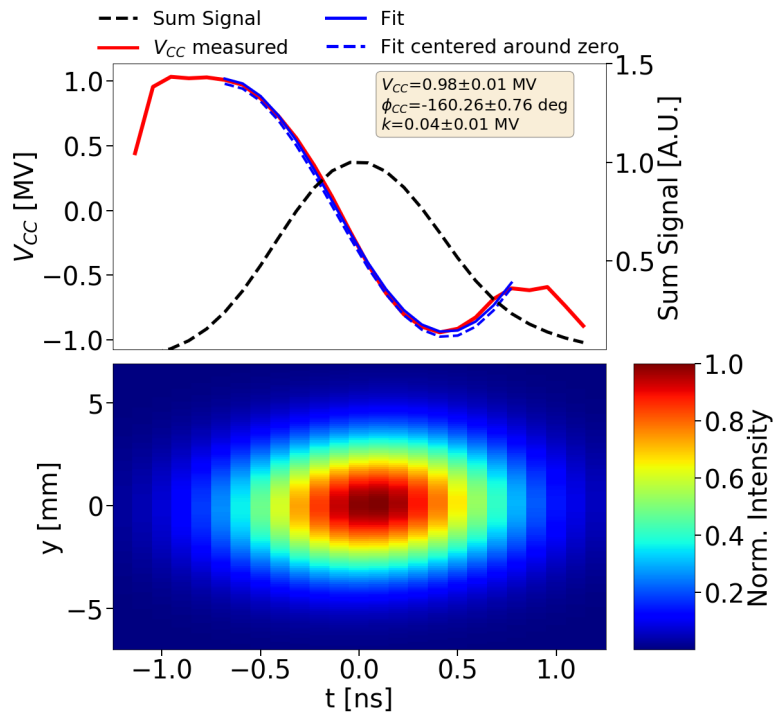 Sum Signal
Fit
V_CC measured
Fit centered around zero
V_CC=0.98±0.01 MV
ϕ_CC=-160.26±0.76 deg
k=0.04±0.01 MV
1.0
0.5
0.0
−0.5
−1.0
V_CC [MV]
1.5
1.0
0.5
Sum Signal [A.U.]
5
0
−5
y [mm]
−1.0
−0.5
0.0
0.5
1.0
t [ns]
1.0
0.8
0.6
0.4
0.2
Norm. Intensity